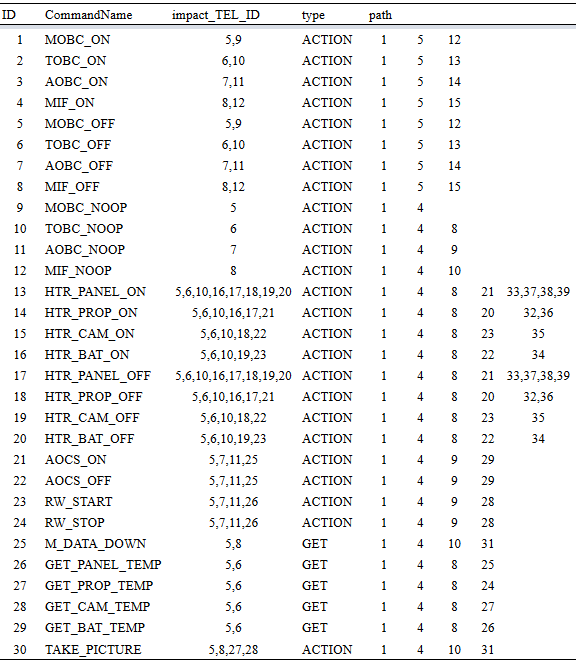 ID CommandName impact_TEL_ID type path
1 MOBC_ON 5,9 ACTION 1 5 12
2 TOBC_ON 6,10 ACTION 1 5 13
3 AOBC_ON 7,11 ACTION 1 5 14
4 MIF_ON 8,12 ACTION 1 5 15
5 MOBC_OFF 5,9 ACTION 1 5 12
6 TOBC_OFF 6,10 ACTION 1 5 13
7 AOBC_OFF 7,11 ACTION 1 5 14
8 MIF_OFF 8,12 ACTION 1 5 15
9 MOBC_NOOP 5 ACTION 1 4
10 TOBC_NOOP 6 ACTION 1 4 8
11 AOBC_NOOP 7 ACTION 1 4 9
12 MIF_NOOP 8 ACTION 1 4 10
13 HTR_PANEL_ON 5,6,10,16,17,18,19,20 ACTION 1 4 8 21 33,37,38,39
14 HTR_PROP_ON 5,6,10,16,17,21 ACTION 1 4 8 20 32,36
15 HTR_CAM_ON 5,6,10,18,22 ACTION 1 4 8 23 35
16 HTR_BAT_ON 5,6,10,19,23 ACTION 1 4 8 22 34
17 HTR_PANEL_OFF 5,6,10,16,17,18,19,20 ACTION 1 4 8 21 33,37,38,39
18 HTR_PROP_OFF 5,6,10,16,17,21 ACTION 1 4 8 20 32,36
19 HTR_CAM_OFF 5,6,10,18,22 ACTION 1 4 8 23 35
20 HTR_BAT_OFF 5,6,10,19,23 ACTION 1 4 8 22 34
21 AOCS_ON 5,7,11,25 ACTION 1 4 9 29
22 AOCS_OFF 5,7,11,25 ACTION 1 4 9 29
23 RW_START 5,7,11,26 ACTION 1 4 9 28
24 RW_STOP 5,7,11,26 ACTION 1 4 9 28
25 M_DATA_DOWN 5,8 GET 1 4 10 31
26 GET_PANEL_TEMP 5,6 GET 1 4 8 25
27 GET_PROP_TEMP 5,6 GET 1 4 8 24
28 GET_CAM_TEMP 5,6 GET 1 4 8 27
29 GET_BAT_TEMP 5,6 GET 1 4 8 26
30 TAKE_PICTURE 5,8,27,28 ACTION 1 4 10 31